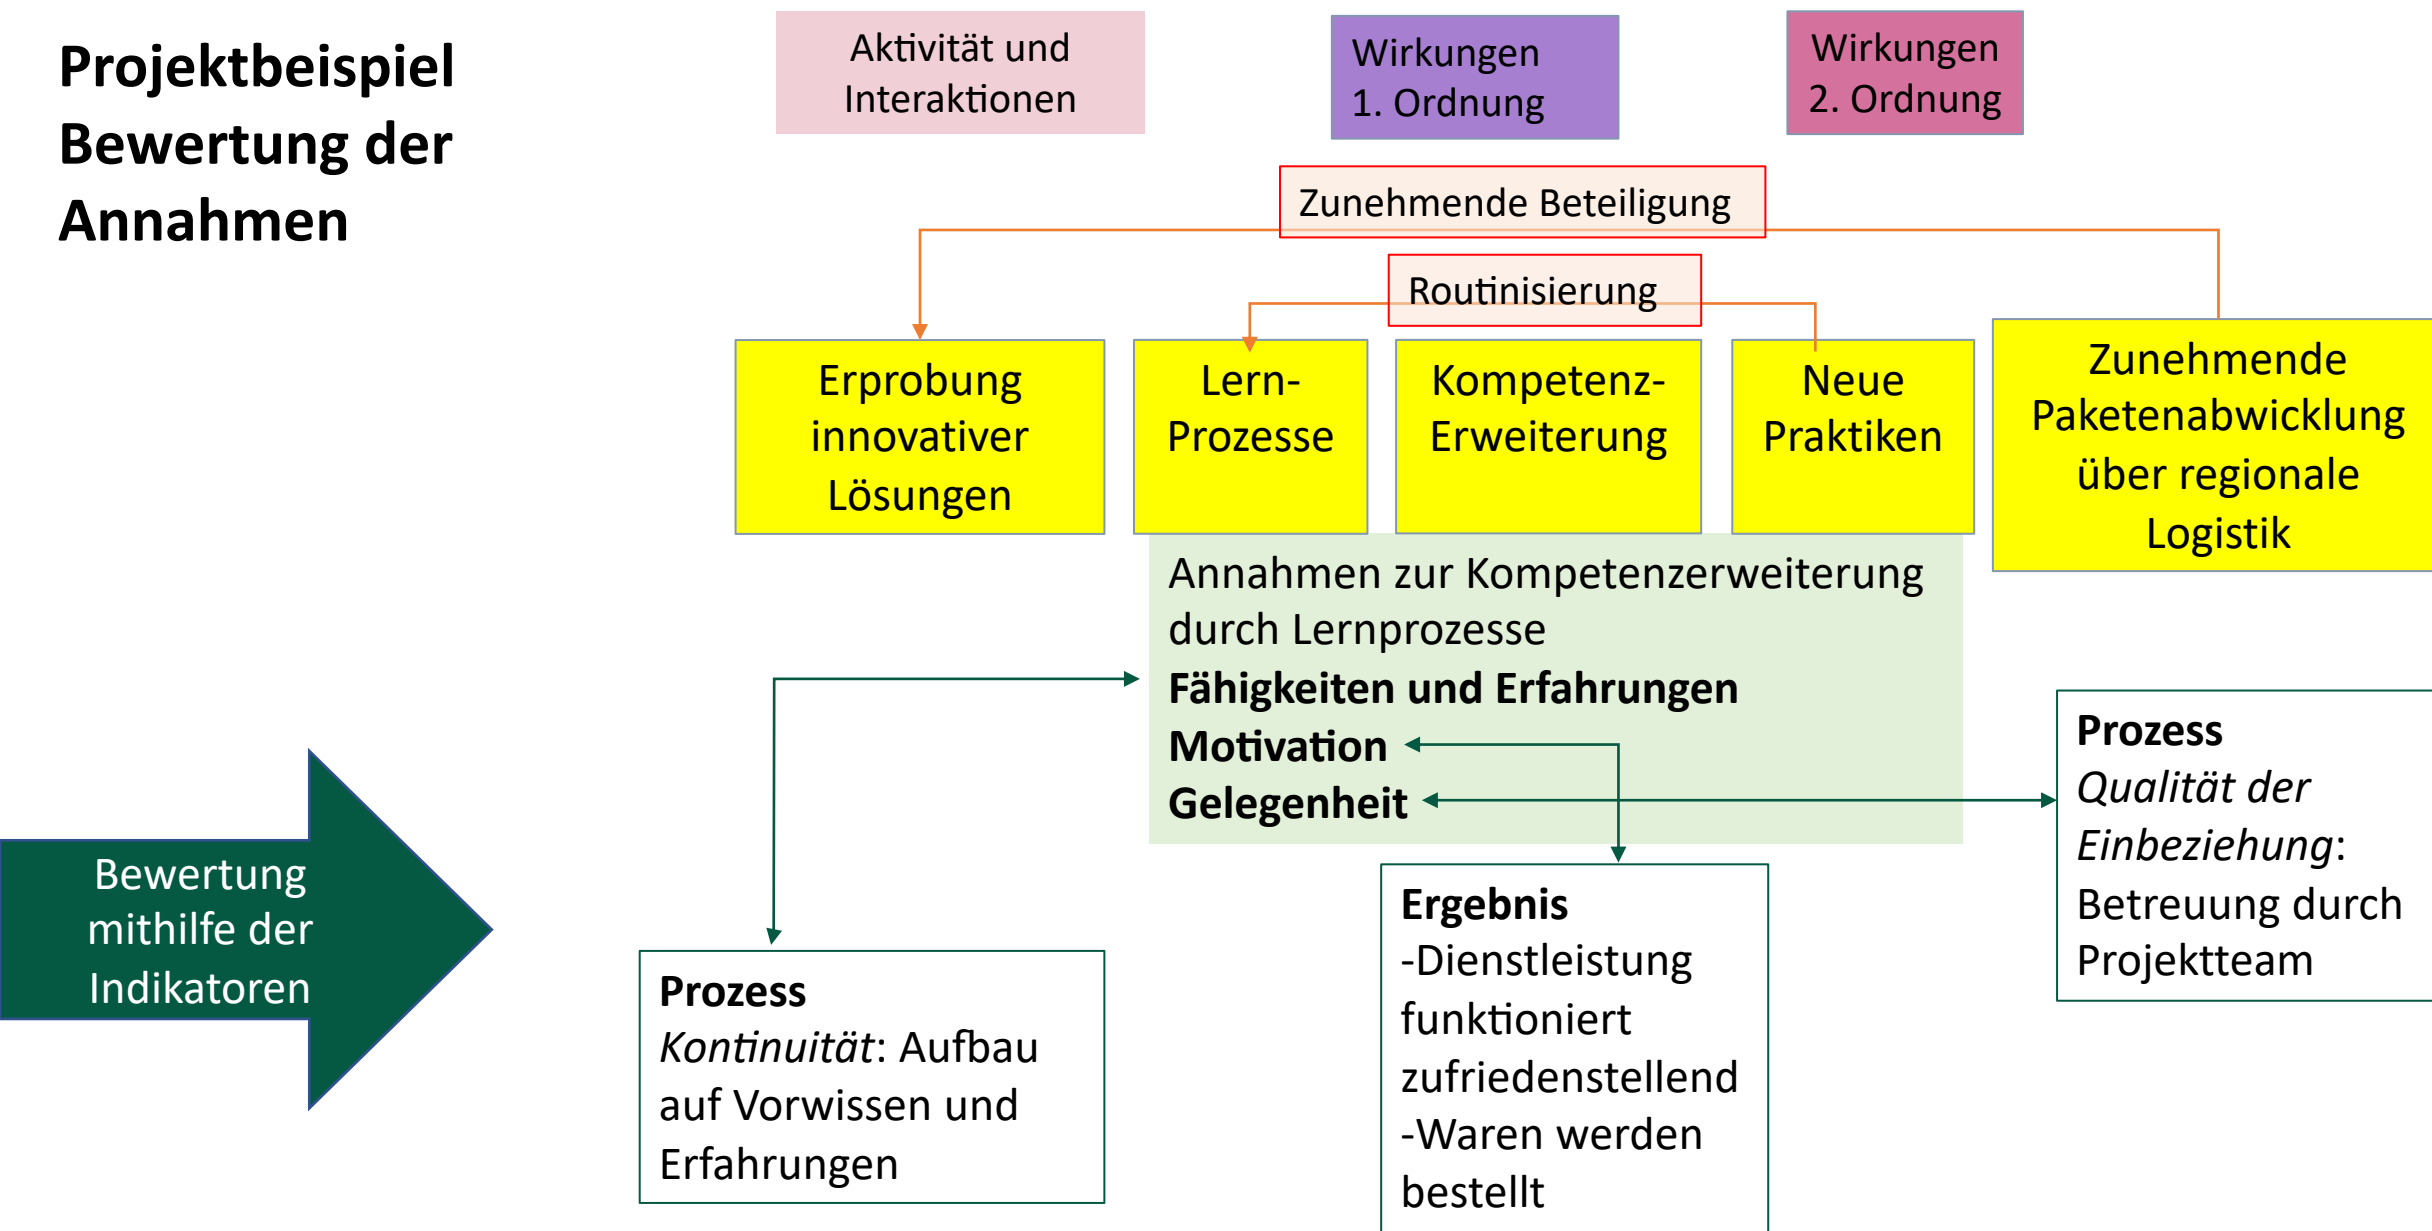 Projektbeispiel
Bewertung der
Annahmen
Aktivität und
Interaktionen
Wirkungen
1. Ordnung
Wirkungen
2. Ordnung
Zunehmende Beteiligung
Routinisierung
Erprobung
innovativer
Lösungen
Lern-
Prozesse
Kompetenz-
Erweiterung
Neue
Praktiken
Zunehmende
Paketenabwicklung
über regionale
Logistik
Annahmen zur Kompetenzerweiterung
durch Lernprozesse
Fähigkeiten und Erfahrungen
Motivation
Gelegenheit
Bewertung
mithilfe der
Indikatoren
Prozess
Kontinuität: Aufbau
auf Vorwissen und
Erfahrungen
Ergebnis
-Dienstleistung
funktioniert
zufriedenstellend
-Waren werden
bestellt
Prozess
Qualität der
Einbeziehung:
Betreuung durch
Projektteam